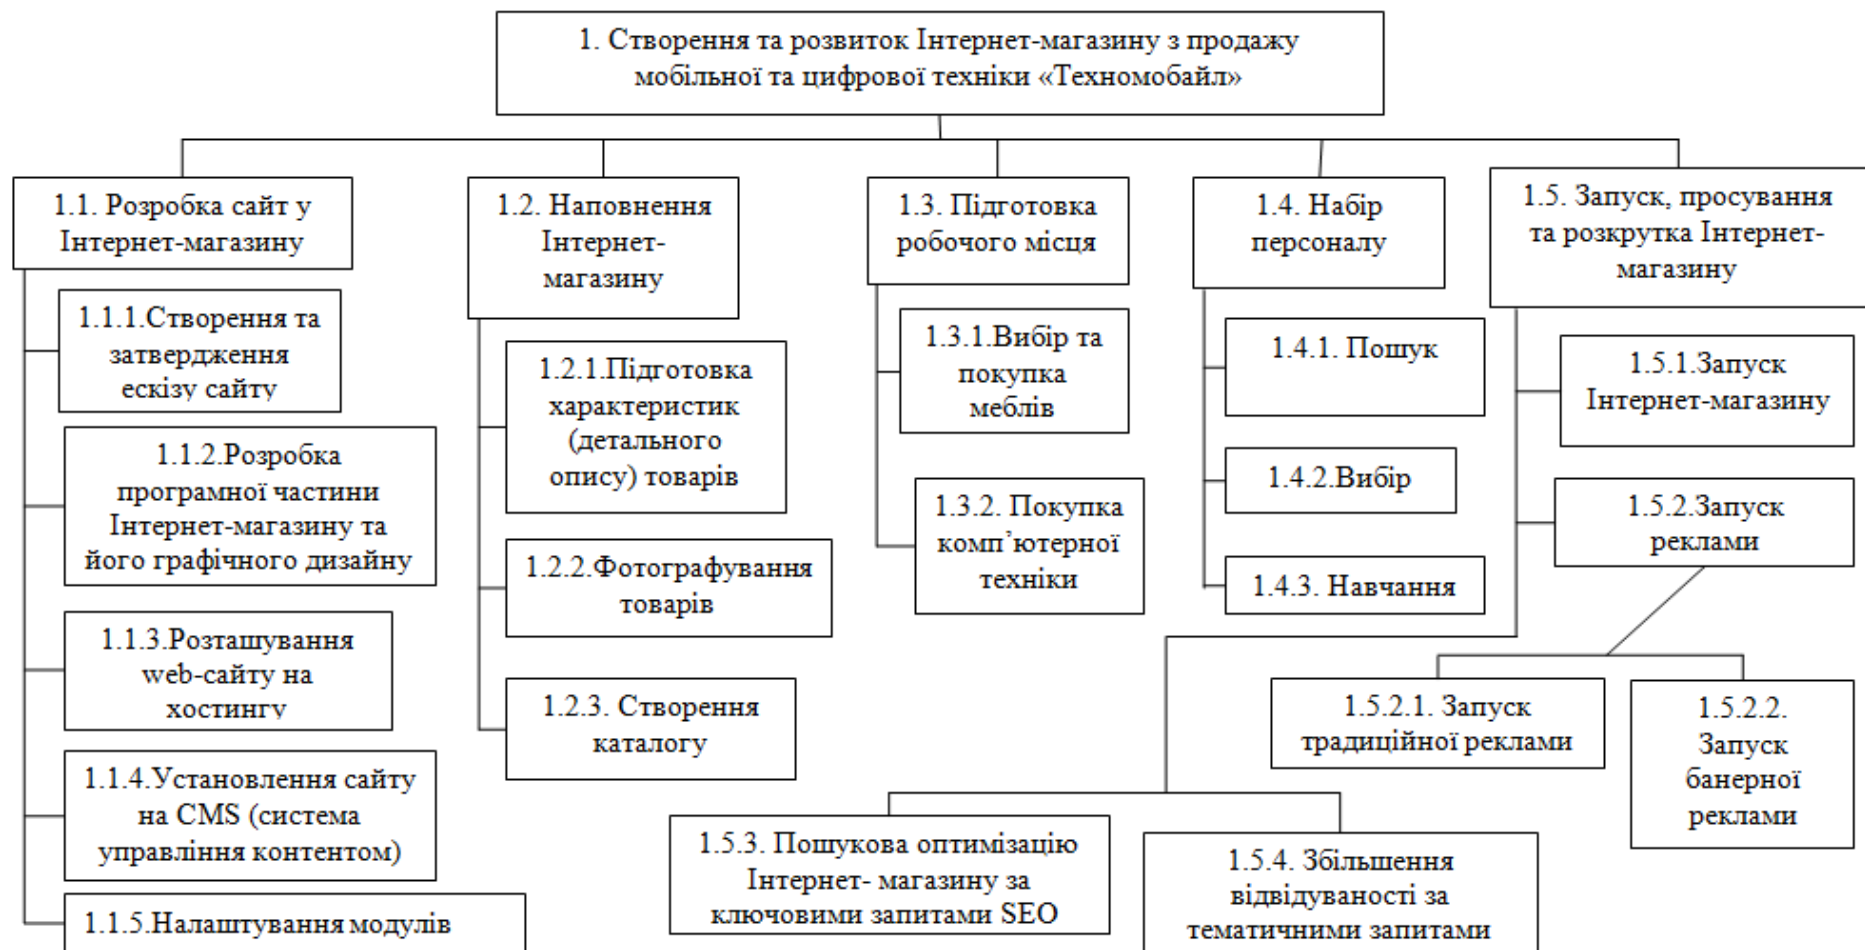 1. Створення та розвиток Інтернет-магазину з продажу
мобільної та цифрової техніки «Техномобайл»
1.1. Розробка сайт у
Інтернет-магазину
1.1.1.Створення та
затвердження
ескізу сайту
1.1.2.Розробка
програмної частини
Інтернет-магазину та
його графічного дизайну
1.1.3.Розташування
web-сайту на
хостингу
1.1.4.Установлення сайту
на CMS (система
управління контентом)
1.1.5.Налаштування модулів
1.2. Наповнення
Інтернет-
магазину
1.2.1.Підготовка
характеристик
(детального
опису) товарів
1.2.2.Фотографування
товарів
1.2.3. Створення
каталогу
1.3. Підготовка
робочого місця
1.3.1.Вибір та
покупка
меблів
1.3.2. Покупка
комп’ютерної
техніки
1.4. Набір
персоналу
1.4.1. Пошук
1.4.2.Вибір
1.4.3. Навчання
1.5. Запуск, просування
та розкрутка Інтернет-
магазину
1.5.1.Запуск
Інтернет-магазину
1.5.2.Запуск
реклами
1.5.2.1. Запуск
традиційної реклами
1.5.2.2.
Запуск
банерної
реклами
1.5.3. Пошукова оптимізацію
Інтернет- магазину за
ключовими запитами SEO
1.5.4. Збільшення
відвідуваності за
тематичними запитами